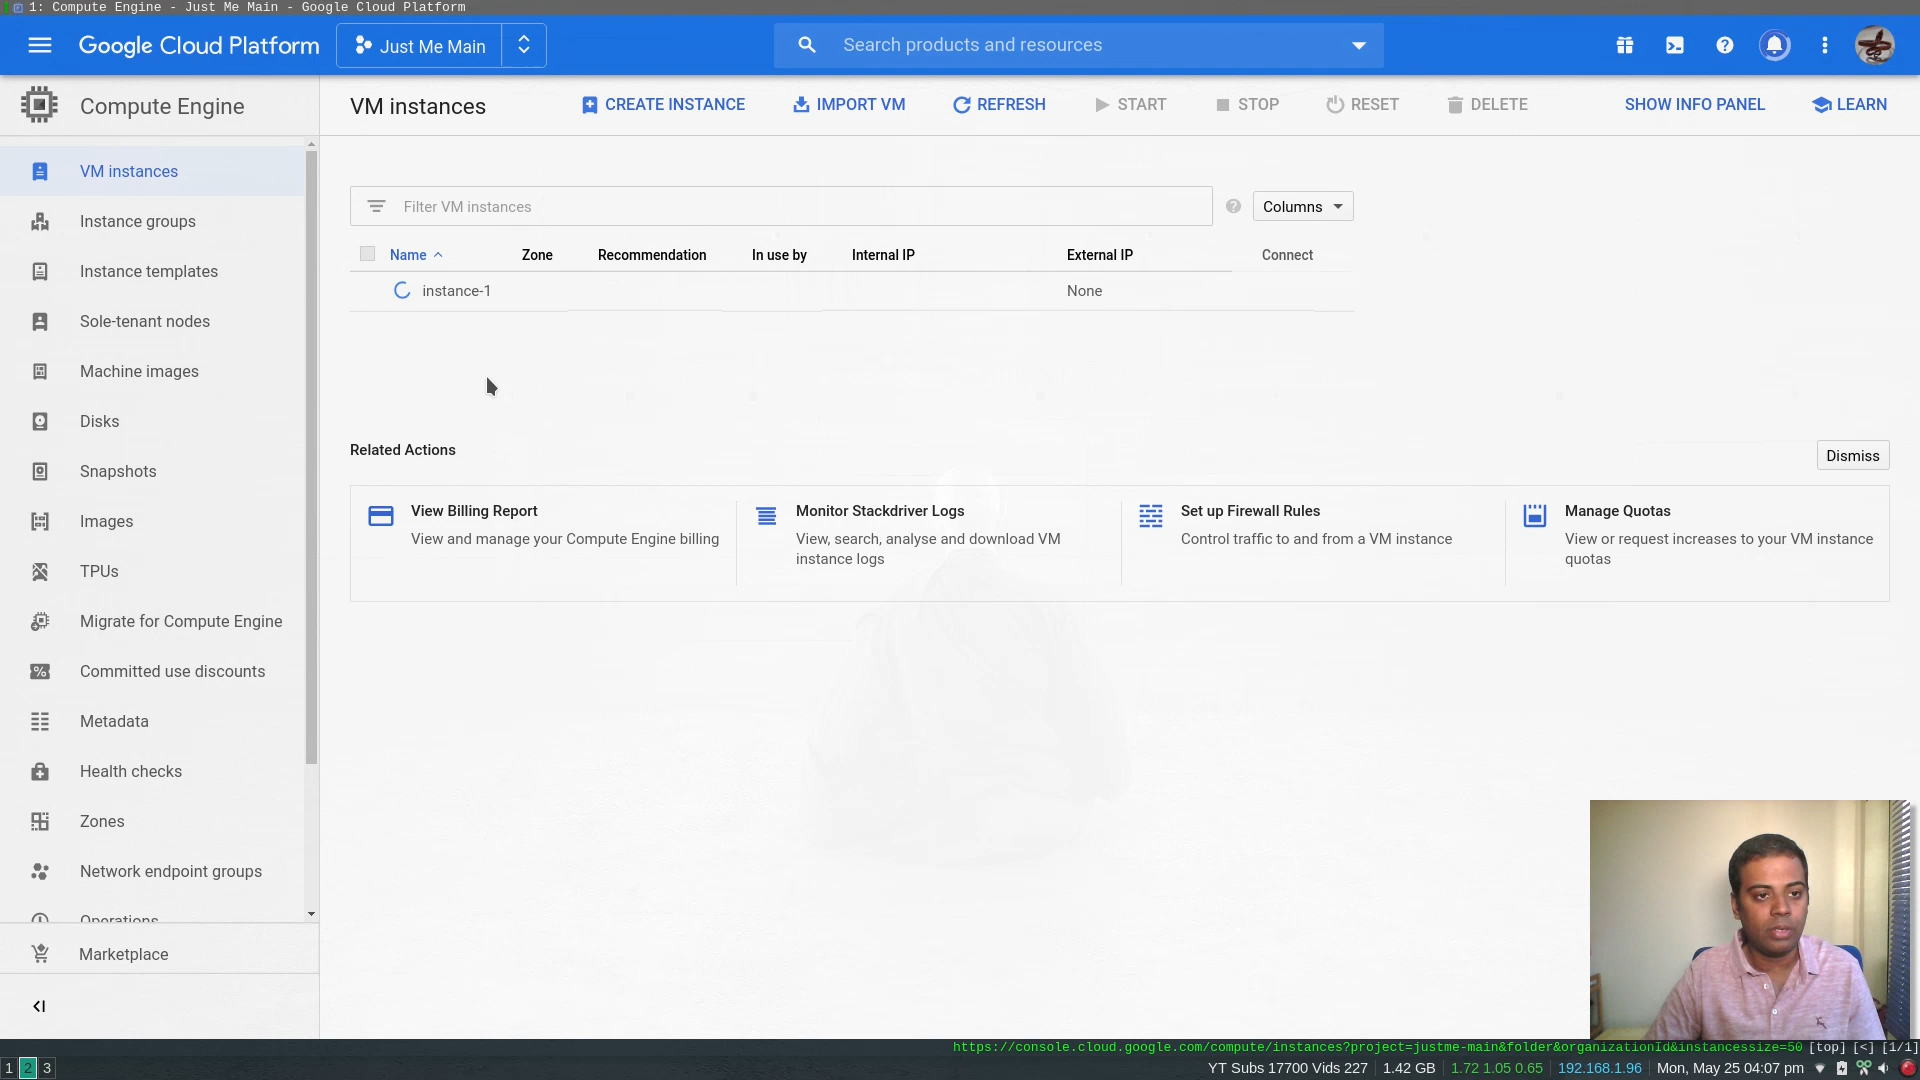 1: Compute Engine - Just Me Main - Google Cloud Platform
Google Cloud Platform
Just Me Main
Search products and resources
Compute Engine
VM instances
CREATE INSTANCE
IMPORT VM
REFRESH
START
STOP
RESET
DELETE
SHOW INFO PANEL
LEARN
VM instances
Instance groups
Instance templates
Sole-tenant nodes
Machine images
Disks
Snapshots
Images
TPUs
Migrate for Compute Engine
Committed use discounts
Metadata
Health checks
Zones
Network endpoint groups
Operations
Marketplace
Filter VM instances
Columns
Name Zone Recommendation In use by Internal IP External IP Connect
instance-1 None
Related Actions
Dismiss
View Billing Report
View and manage your Compute Engine billing
Monitor Stackdriver Logs
View, search, analyse and download VM
instance logs
Set up Firewall Rules
Control traffic to and from a VM instance
Manage Quotas
View or request increases to your VM instance
quotas
https://console.cloud.google.com/compute/instances?project=justme-main&folder&organizationId&instancessize=50 [top] [<] [1/1]
1 2 3
YT Subs 17700 Vids 227 1.42 GB 1.72 1.05 0.65 192.168.1.96 Mon, May 25 04:07 pm